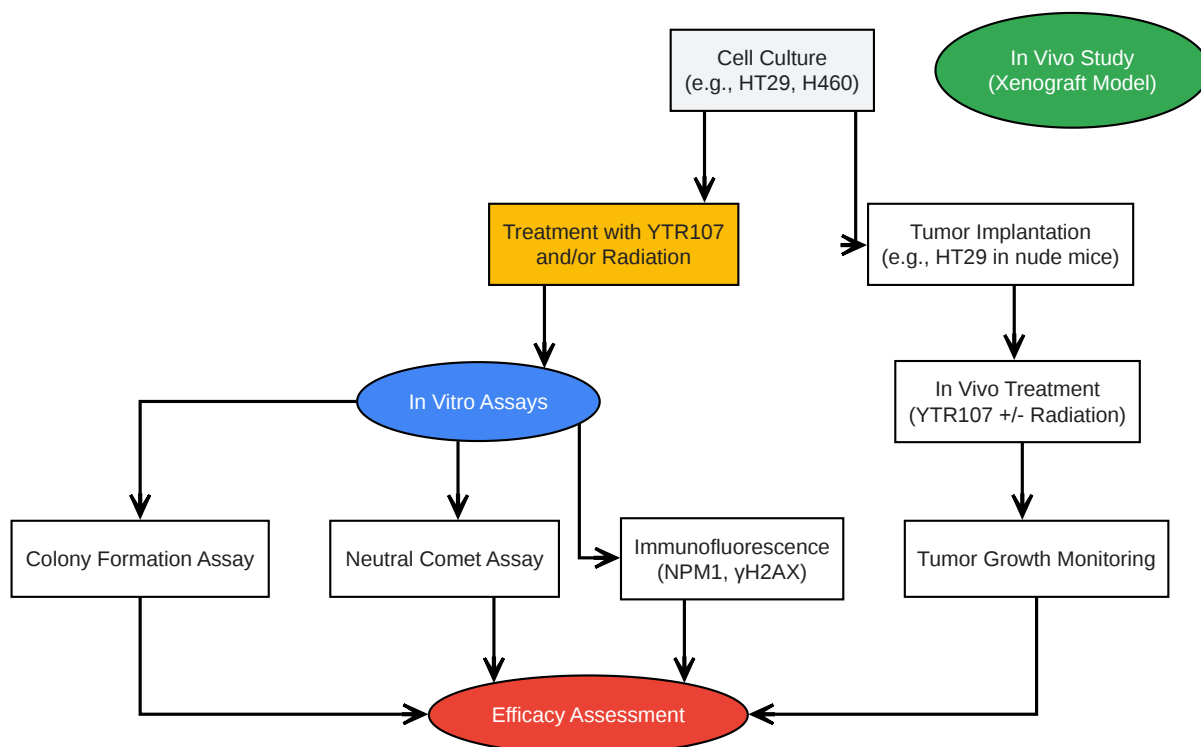 Cell Culture
(e.g., HT29, H460)
In Vivo Study
(Xenograft Model)
Treatment with YTR107
and/or Radiation
Tumor Implantation
(e.g., HT29 in nude mice)
In Vitro Assays
In Vivo Treatment
(YTR107 +/- Radiation)
Colony Formation Assay
Neutral Comet Assay
Immunofluorescence
(NPM1, γH2AX)
Tumor Growth Monitoring
Efficacy Assessment